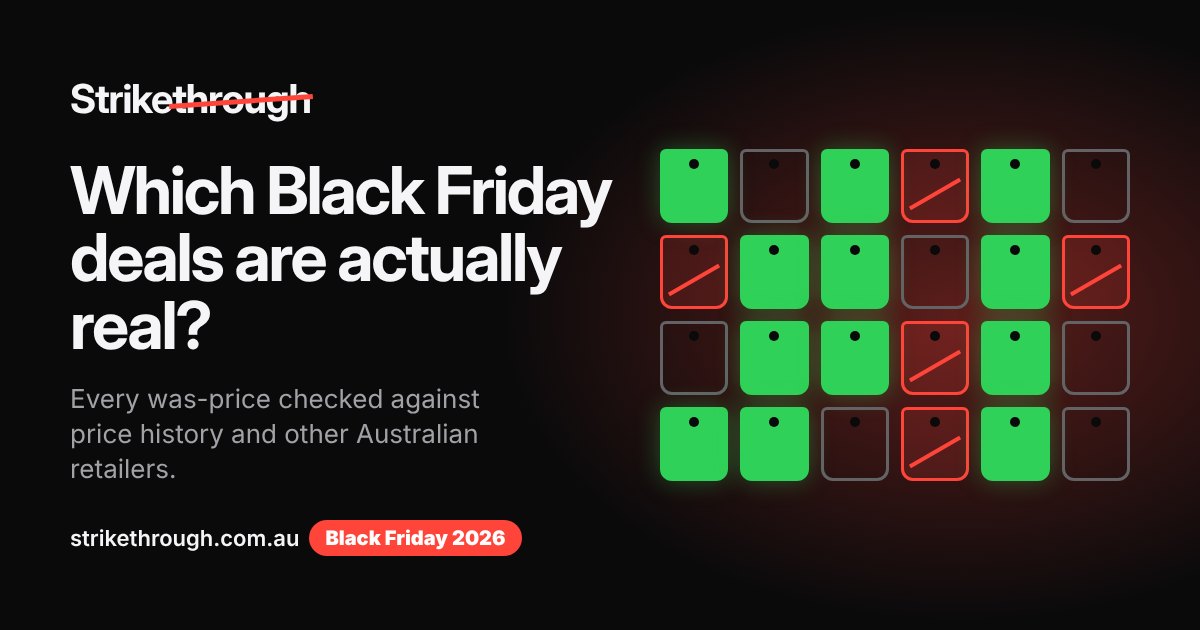 Strikethrough
Which Black Friday
deals are actually
real?
Every was-price checked against
price history and other Australian
retailers.
strikethrough.com.au
Black Friday 2026